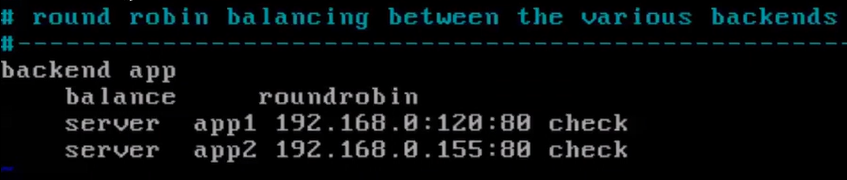 # round robin balancing between the various backends
#---------------------------------------------------
backend app
    balance     roundrobin
    server  app1 192.168.0:120:80 check
    server  app2 192.168.0.155:80 check